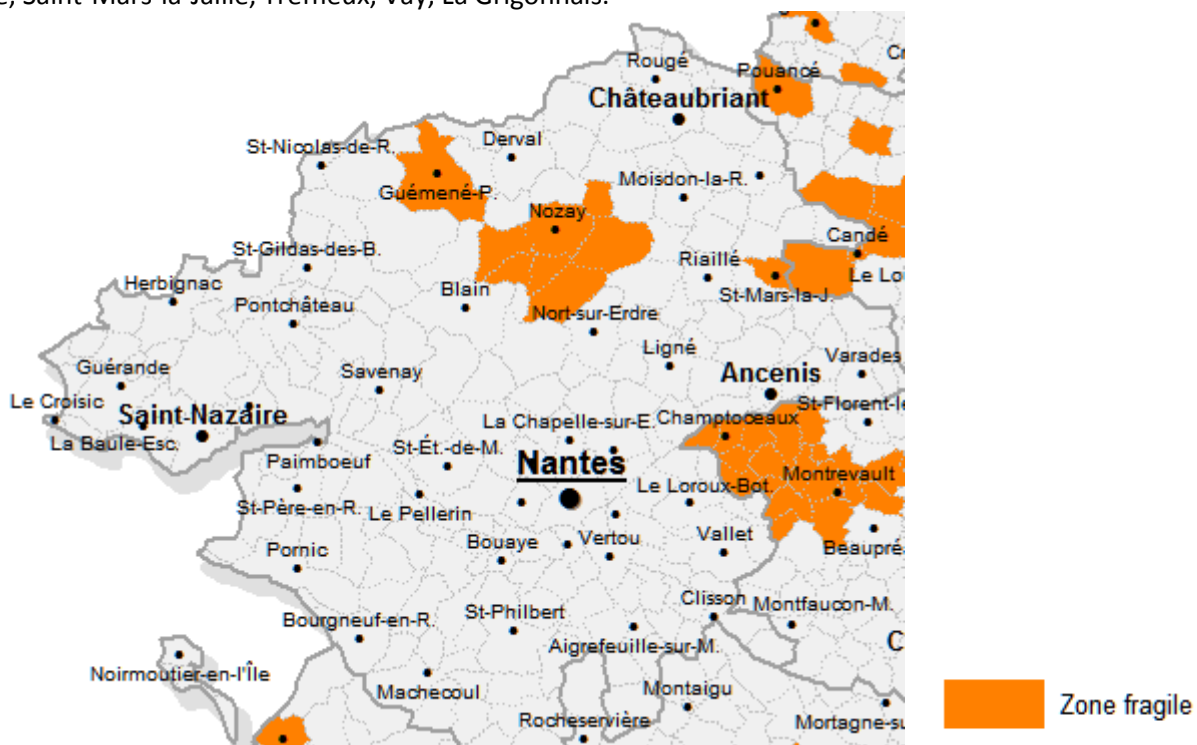 Saint-Mars-la-Jaille, Treffieux, Vay, La Grigonnais.
Rougé
Pouancé
Châteaubriant
Derval
St-Nicolas-de-R.
Moisdon-la-R.
Guémené-P.
Nozay
Candé
St-Gildas-des-B.
Riaillé
Le Lo
Herbignac
Blain
St-Mars-la-J.
Pontchâteau
Nort-sur-Erdre
Ligné
Varades
Guérande
Savenay
Ancenis
Le Croisic
Saint-Nazaire
St-Florent-le
La Chapelle-sur-E.
Champtoceaux
La Baule-Esc.
St-Ét.-de-M.
Paimboeuf
Nantes
Montrevault
Le Loroux-Bot.
St-Père-en-R.
Le Pellerin
Bouaye
Vertou
Vallet
Pornic
Beaupré
Clisson
Montfaucon-M.
St-Philbert
Bourgneuf-en-R.
Aigrefeuille-sur-M.
C
Noirmoutier-en-l'Île
Machecoul
Montaigu
Rocheservière
Mortagne-su
Zone fragile